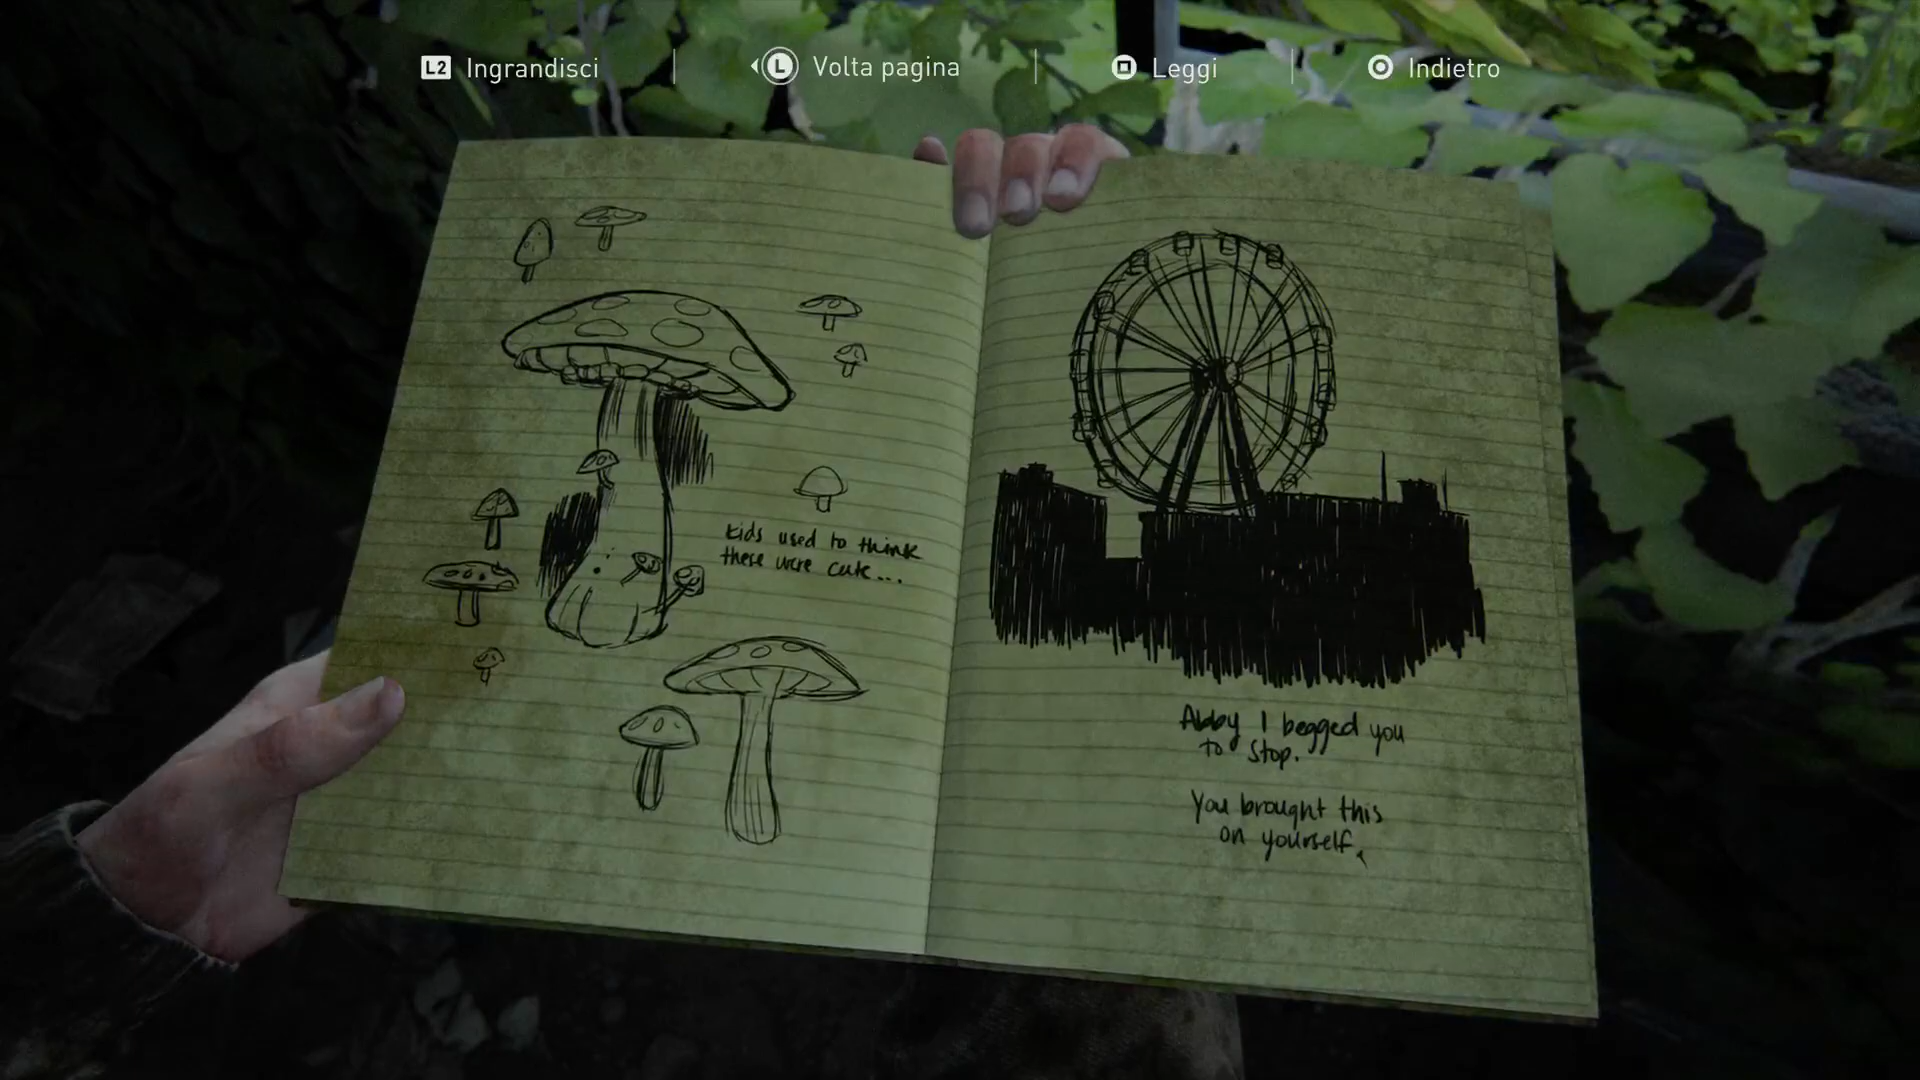 L2 Ingrandisci
L Volta pagina
Leggi
Indietro
Kids used to think
these were cute...
Abby I begged you
to stop.
You brought this
on yourself.